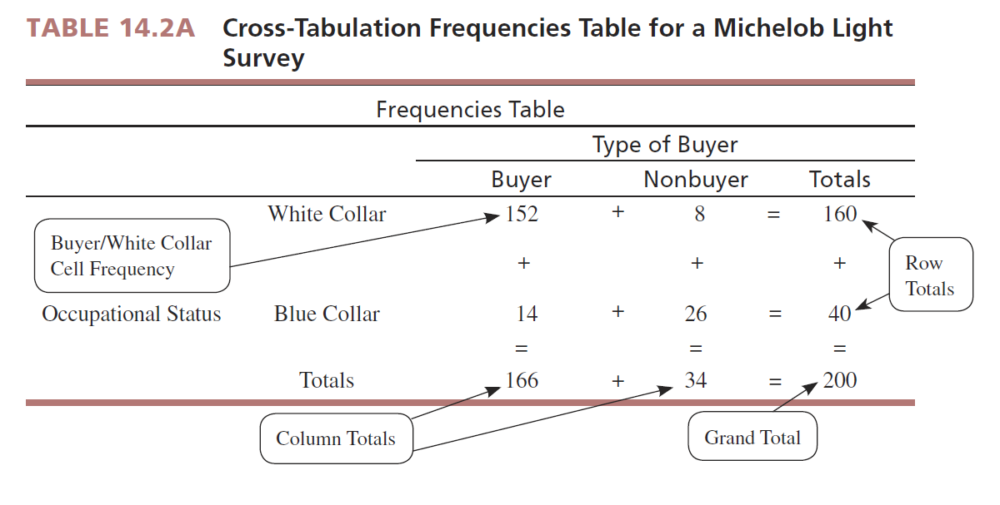 TABLE 14.2A Cross-Tabulation Frequencies Table for a Michelob Light
Survey
Frequencies Table
Type of Buyer
Buyer Nonbuyer Totals
White Collar 152 + 8 = 160
Buyer/White Collar
Cell Frequency
+ + +
Row
Totals
Occupational Status Blue Collar 14 + 26 = 40
= = =
Totals 166 + 34 = 200
Column Totals
Grand Total